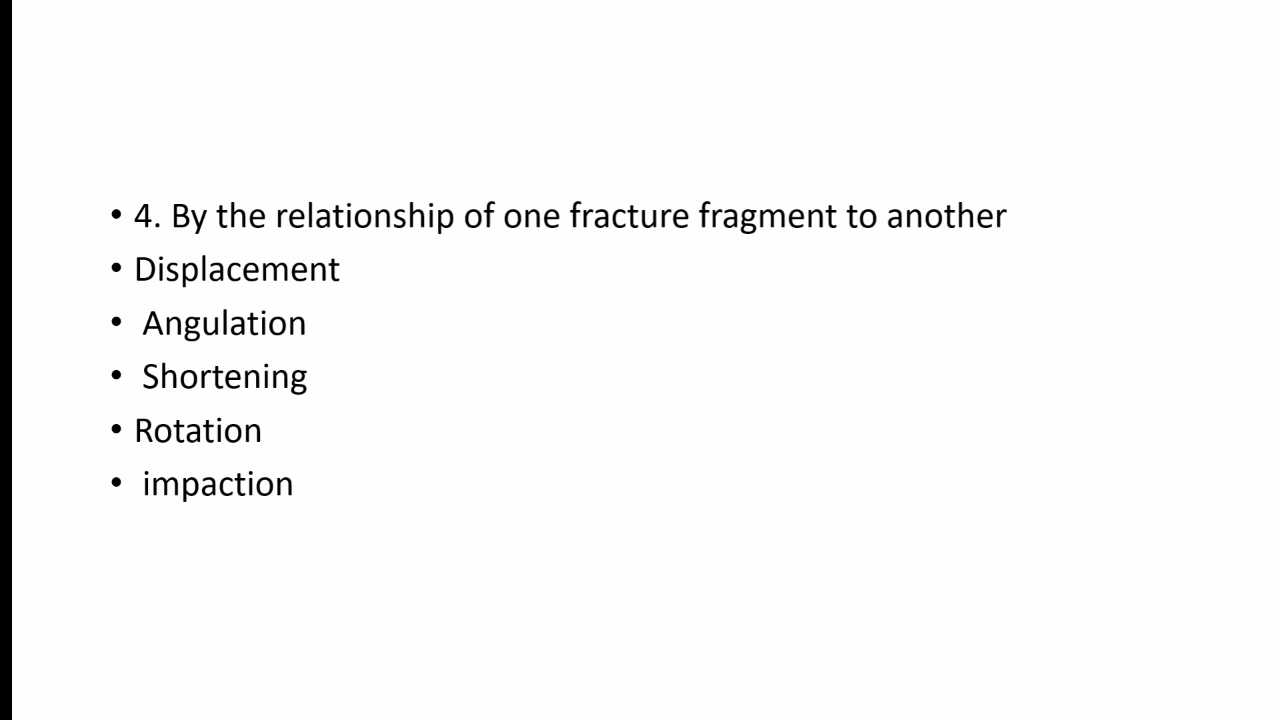 • 4. By the relationship of one fracture fragment to another
• Displacement
• Angulation
• Shortening
• Rotation
• impaction